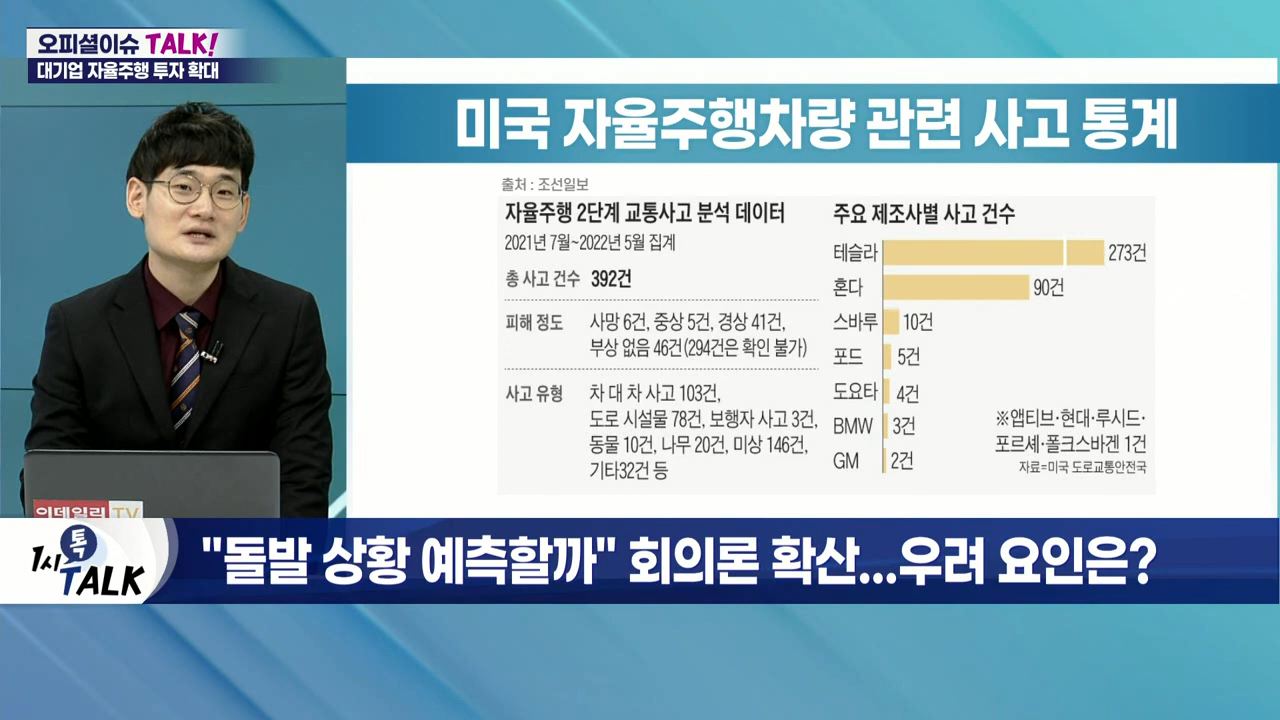 오피셜이슈 TALK!
대기업 자율주행 투자 확대
미국 자율주행차량 관련 사고 통계
출처 : 조선일보
자율주행 2단계 교통사고 분석 데이터
2021년 7월~2022년 5월 집계
총 사고 건수 392건
피해 정도 사망 6건, 중상 5건, 경상 41건,
부상 없음 46건(294건은 확인 불가)
사고 유형 차 대 차 사고 103건,
도로 시설물 78건, 보행자 사고 3건,
동물 10건, 나무 20건, 미상 146건,
기타32건 등
주요 제조사별 사고 건수
테슬라 273건
혼다 90건
스바루 10건
포드 5건
도요타 4건
BMW 3건
GM 2건
※앱티브·현대·루시드·
포르셰·폴크스바겐 1건
자료=미국 도로교통안전국
이데일리 TV
1시 톡
TALK
"돌발 상황 예측할까" 회의론 확산...우려 요인은?